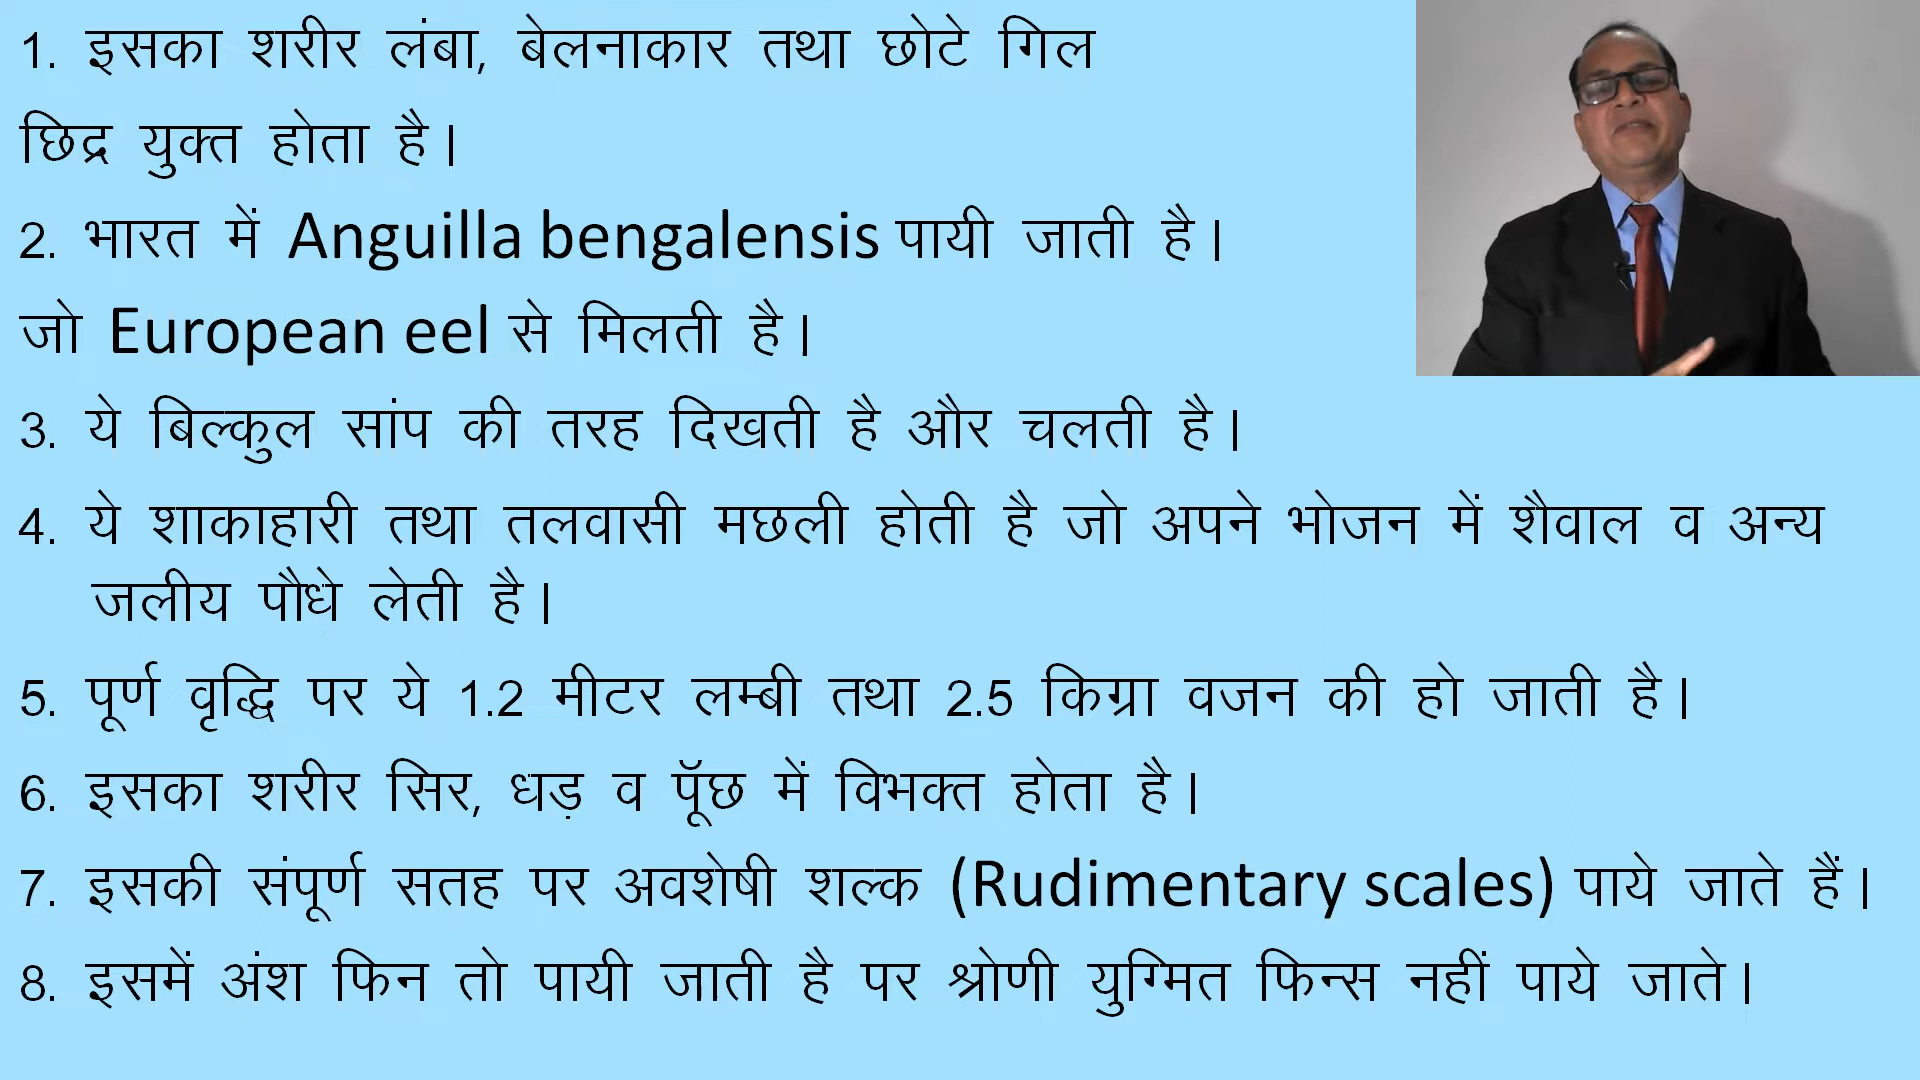 1. इसका शरीर लंबा, बेलनाकार तथा छोटे गिल
छिद्र युक्त होता है।
2. भारत में Anguilla bengalensis पायी जाती है।
जो European eel से मिलती है।
3. ये बिल्कुल सांप की तरह दिखती है और चलती है।
4. ये शाकाहारी तथा तलवासी मछली होती है जो अपने भोजन में शैवाल व अन्य
जलीय पौधे लेती है।
5. पूर्ण वृद्धि पर ये 1.2 मीटर लम्बी तथा 2.5 किग्रा वजन की हो जाती है।
6. इसका शरीर सिर, धड़ व पूॅछ में विभक्त होता है।
7. इसकी संपूर्ण सतह पर अवशेषी शल्क (Rudimentary scales) पाये जाते हैं।
8. इसमें अंश फिन तो पायी जाती है पर श्रोणी युग्मित फिन्स नहीं पाये जाते।